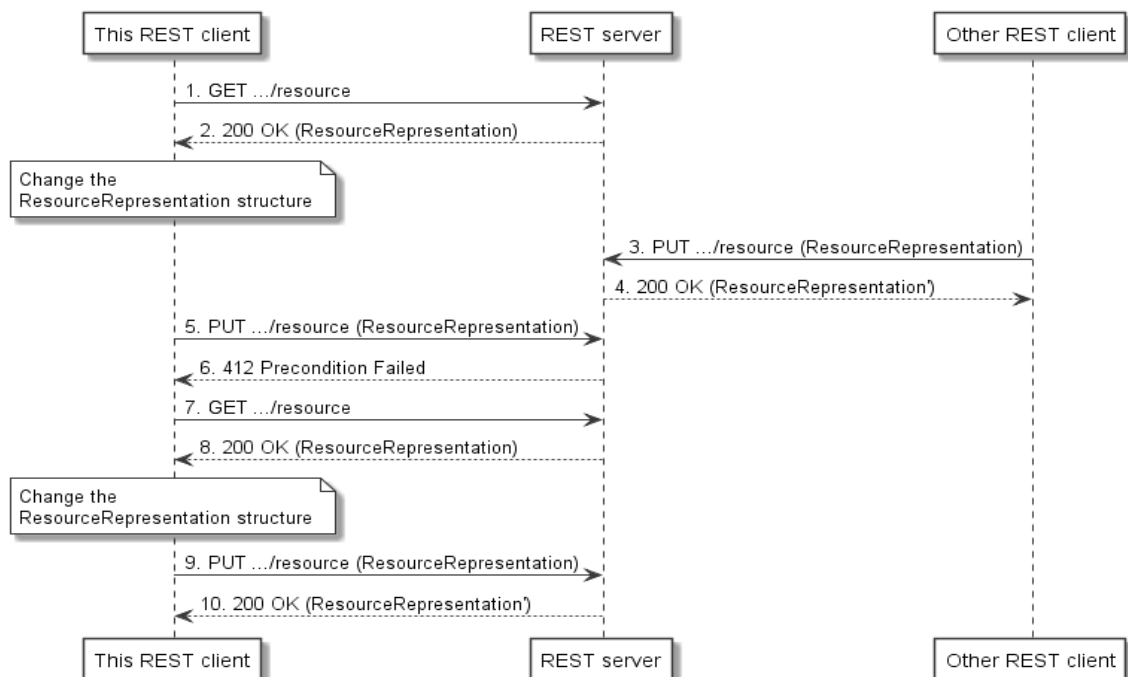 This REST client
REST server
Other REST client
1. GET .../resource
2. 200 OK (ResourceRepresentation)
Change the
ResourceRepresentation structure
3. PUT .../resource (ResourceRepresentation)
4. 200 OK (ResourceRepresentation')
5. PUT .../resource (ResourceRepresentation)
6. 412 Precondition Failed
7. GET .../resource
8. 200 OK (ResourceRepresentation)
Change the
ResourceRepresentation structure
9. PUT .../resource (ResourceRepresentation)
10. 200 OK (ResourceRepresentation')
This REST client
REST server
Other REST client